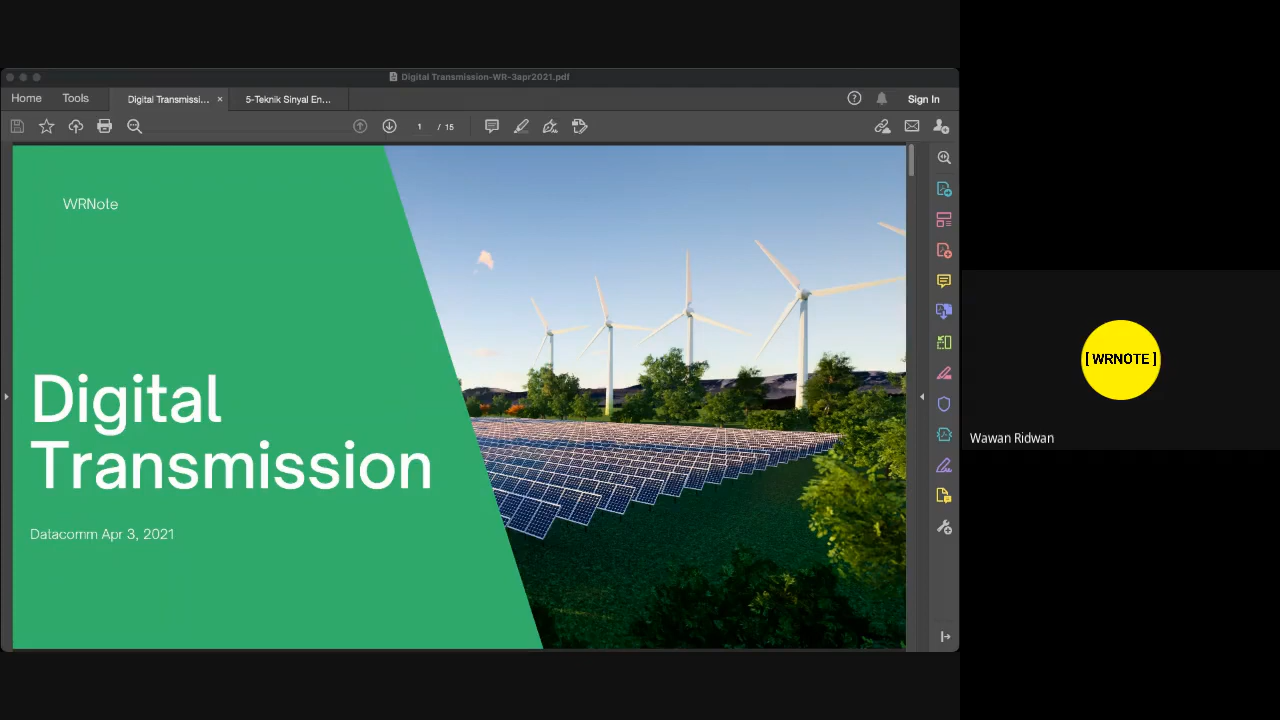 Digital Transmission-WR-3apr2021.pdf
Home
Tools
Digital Transmissi...
×
5-Teknik Sinyal En...
?
Sign In
1 / 15
WRNote
Digital
Transmission
Datacomm Apr 3, 2021
[ WRNOTE ]
Wawan Ridwan